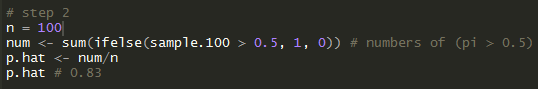 # step 2
n = 100
num <- sum(ifelse(sample.100 > 0.5, 1, 0)) # numbers of (pi > 0.5)
p.hat <- num/n
p.hat # 0.83